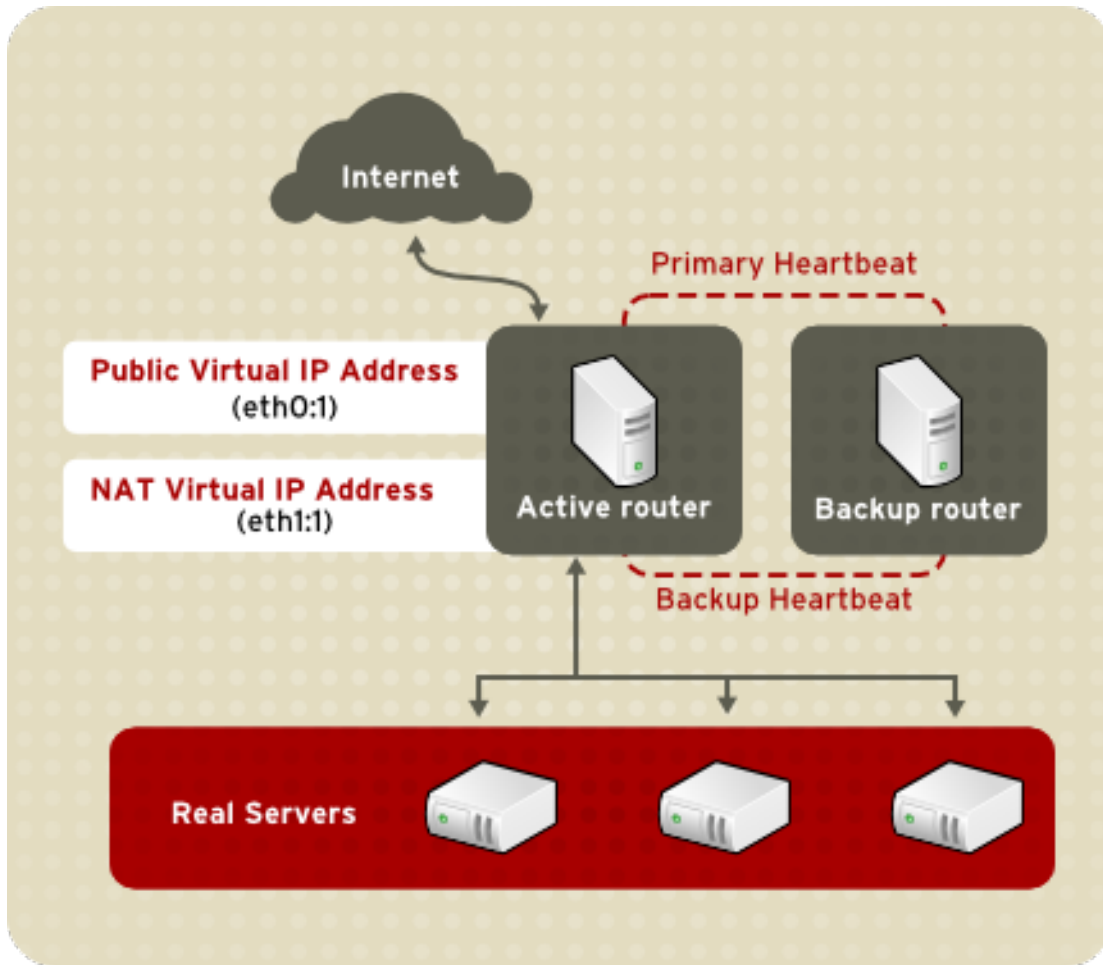 Internet
Primary Heartbeat
Public Virtual IP Address
(eth0:1)
NAT Virtual IP Address
(eth1:1)
Active router
Backup router
Backup Heartbeat
Real Servers